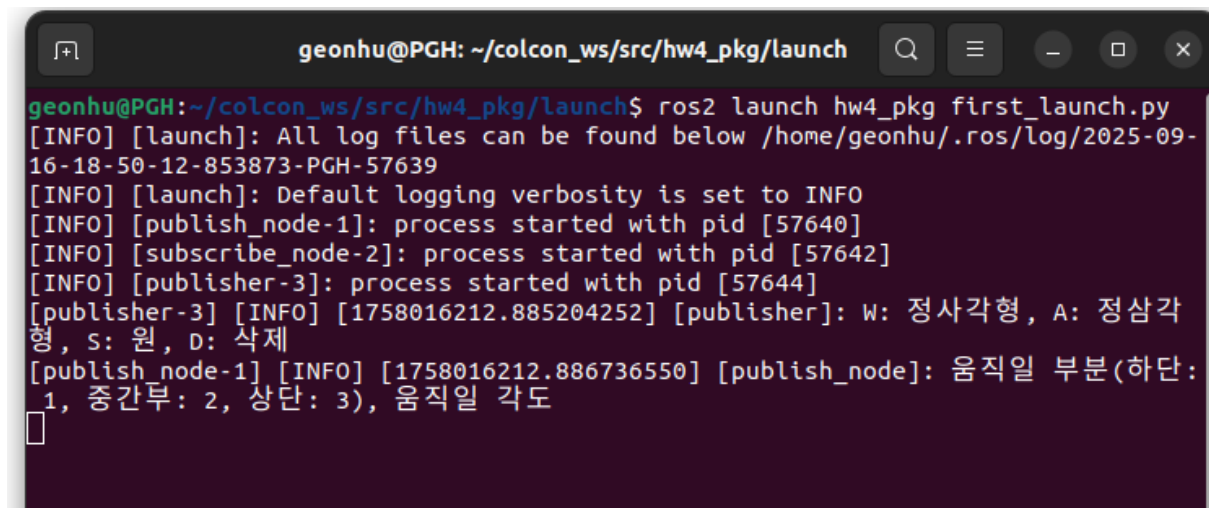 geonhu@PGH: ~/colcon_ws/src/hw4_pkg/launch
geonhu@PGH:~/colcon_ws/src/hw4_pkg/launch$ ros2 launch hw4_pkg first_launch.py
[INFO] [launch]: All log files can be found below /home/geonhu/.ros/log/2025-09-
16-18-50-12-853873-PGH-57639
[INFO] [launch]: Default logging verbosity is set to INFO
[INFO] [publish_node-1]: process started with pid [57640]
[INFO] [subscribe_node-2]: process started with pid [57642]
[INFO] [publisher-3]: process started with pid [57644]
[publisher-3] [INFO] [1758016212.885204252] [publisher]: W: 정사각형, A: 정삼각
형, S: 원, D: 삭제
[publish_node-1] [INFO] [1758016212.886736550] [publish_node]: 움직일 부분(하단:
 1, 중간부: 2, 상단: 3), 움직일 각도